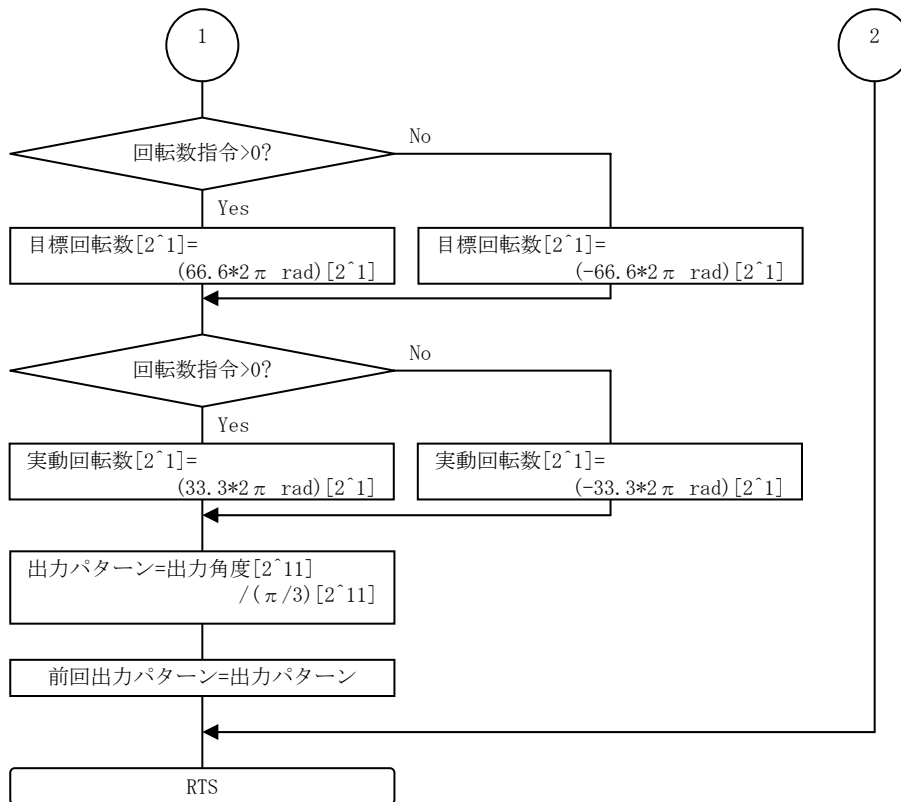 1
2
回転数指令>0?
No
Yes
目標回転数[2^1]=
(66.6*2π rad)[2^1]
目標回転数[2^1]=
(-66.6*2π rad)[2^1]
回転数指令>0?
No
Yes
実動回転数[2^1]=
(33.3*2π rad)[2^1]
実動回転数[2^1]=
(-33.3*2π rad)[2^1]
出力パターン=出力角度[2^11]
/(π/3)[2^11]
前回出力パターン=出力パターン
RTS